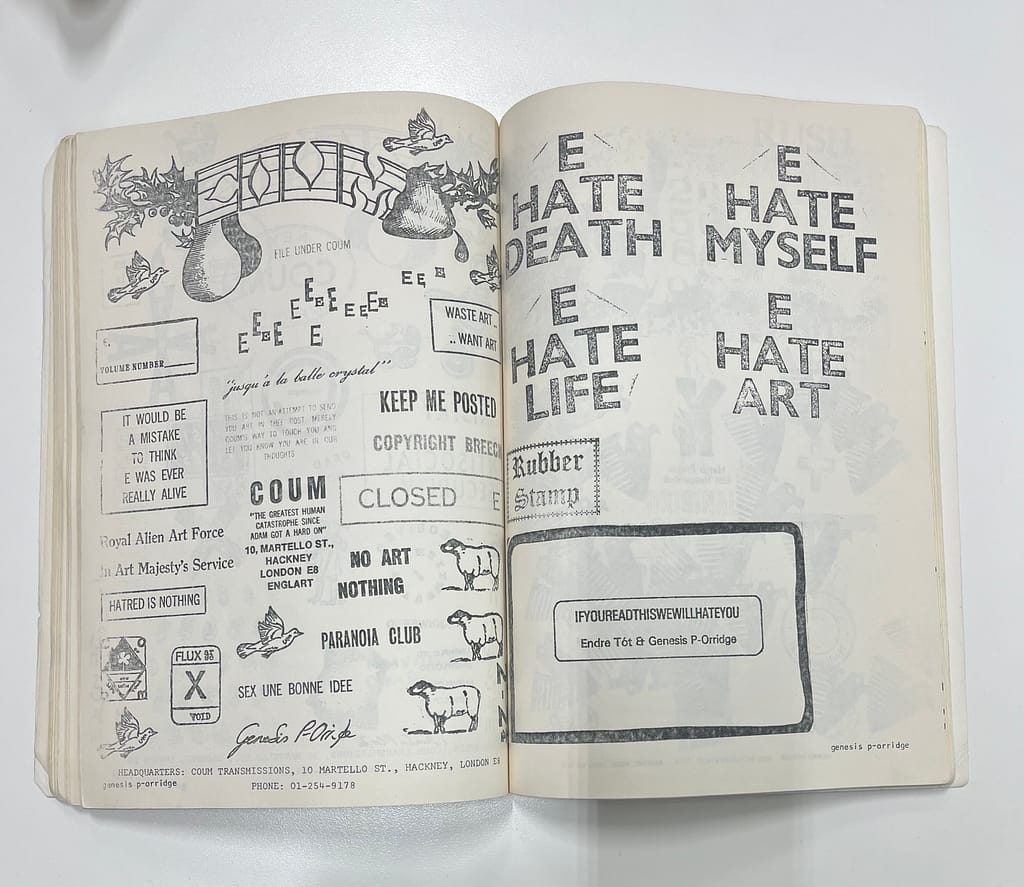 COUM
FILE UNDER COUM
E E E E E E E E E E E E E E E
E.
VOLUME NUMBER
WASTE ART ..
.. WANT ART
"jusqu'à la balle crystal"
IT WOULD BE
A MISTAKE
TO THINK
E WAS EVER
REALLY ALIVE
THIS IS NOT AN ATTEMPT TO SEND
YOU ART IN THEE POST MERELY
COUM'S WAY TO TOUCH YOU AND
LET YOU KNOW YOU ARE IN OUR
THOUGHTS
KEEP ME POSTED
COPYRIGHT BREECH
CLOSED E
COUM
"THE GREATEST HUMAN
CATASTROPHE SINCE
ADAM GOT A HARD ON"
10, MARTELLO ST.,
HACKNEY
LONDON E8
ENGLART
Royal Alien Art Force
In Art Majesty's Service
HATRED IS NOTHING
NO ART
NOTHING
PARANOIA CLUB
FLUX
X
VOID
SEX UNE BONNE IDEE
Genesis P-Orridge
HEADQUARTERS: COUM TRANSMISSIONS, 10 MARTELLO ST., HACKNEY, LONDON E8
genesis p-orridge
PHONE: 01-254-9178
E
HATE
DEATH
E
HATE
MYSELF
E
HATE
LIFE
E
HATE
ART
Rubber
Stamp
IFYOUREADTHISWEWILLHATEYOU
Endre Tót & Genesis P-Orridge
genesis p-orridge